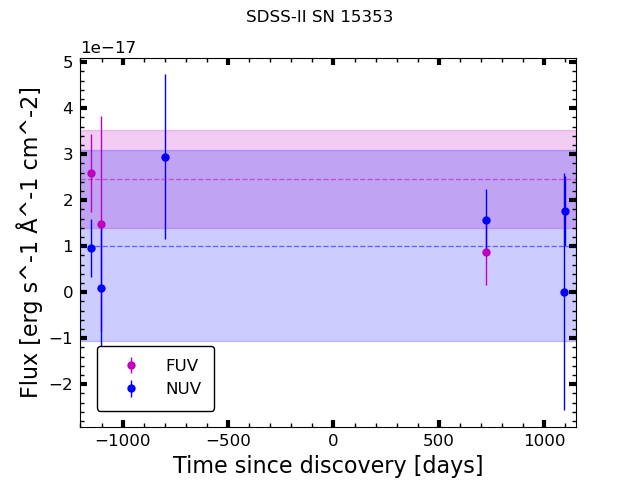 SDSS-II SN 15353
1e−17
5
4
3
2
1
0
−1
−2
Flux [erg s^-1 Å^-1 cm^-2]
FUV
NUV
−1000 −500 0 500 1000
Time since discovery [days]